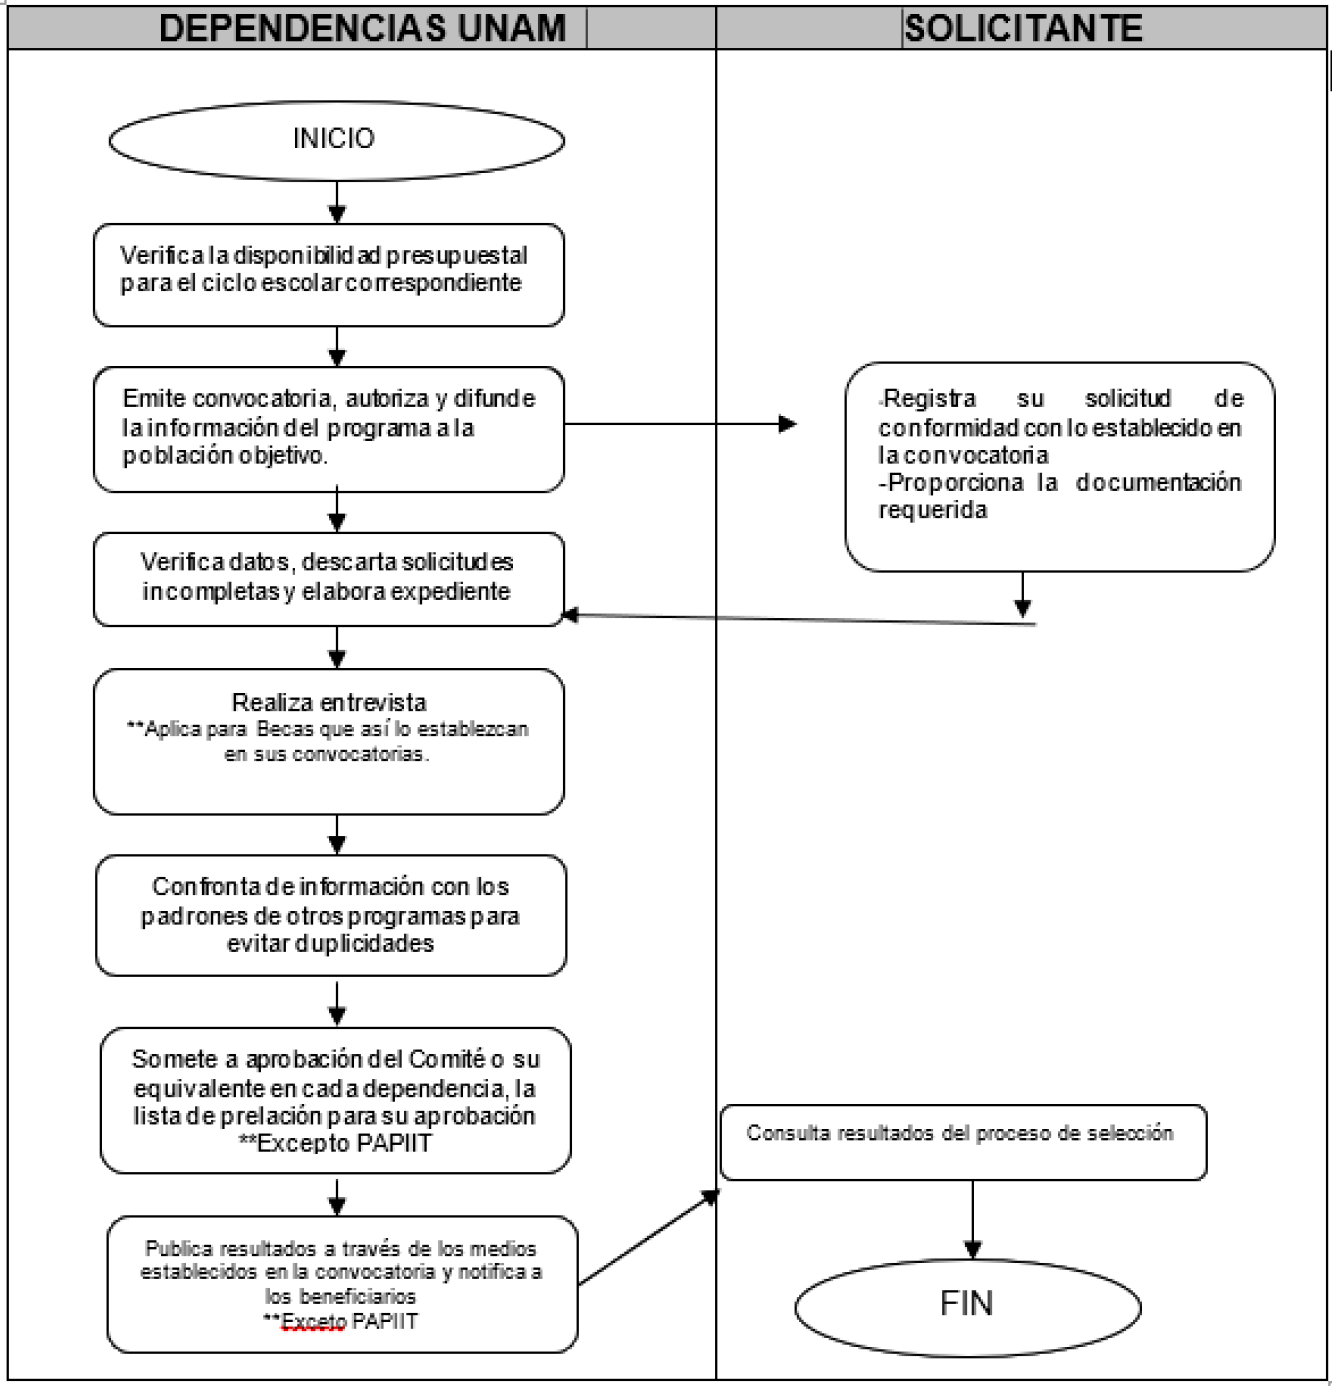 DEPENDENCIAS UNAM
SOLICITANTE
INICIO
Verifica la disponibilidad presupuestal
para el ciclo escolar correspondiente
Emite convocatoria, autoriza y difunde
la información del programa a la
población objetivo.
-Registra su solicitud de
conformidad con lo establecido en
la convocatoria
-Proporciona la documentación
requerida
Verifica datos, descarta solicitudes
incompletas y elabora expediente
Realiza entrevista
**Aplica para Becas que así lo establezcan
en sus convocatorias.
Confronta de información con los
padrones de otros programas para
evitar duplicidades
Somete a aprobación del Comité o su
equivalente en cada dependencia, la
lista de prelación para su aprobación
**Excepto PAPIIT
Consulta resultados del proceso de selección
Publica resultados a través de los medios
establecidos en la convocatoria y notifica a
los beneficiarios
**Exceto PAPIIT
FIN